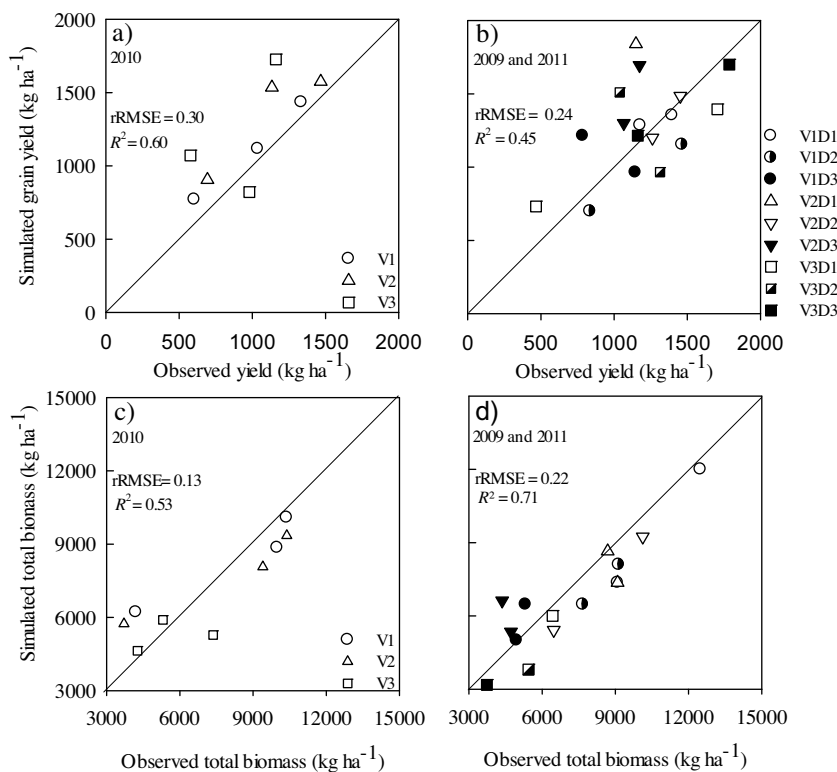 a)
2010
rRMSE = 0.30
R² = 0.60
Simulated grain yield (kg ha⁻¹)
2000
1500
1000
500
0
0 500 1000 1500 2000
Observed yield (kg ha⁻¹)
V1
V2
V3
b)
2009 and 2011
rRMSE = 0.24
R² = 0.45
0 500 1000 1500 2000
Observed yield (kg ha⁻¹)
V1D1
V1D2
V1D3
V2D1
V2D2
V2D3
V3D1
V3D2
V3D3
c)
2010
rRMSE = 0.13
R² = 0.53
Simulated total bionass (kg ha⁻¹)
15000
12000
9000
6000
3000
3000 6000 9000 12000 15000
Observed total biomass (kg ha⁻¹)
V1
V2
V3
d)
2009 and 2011
rRMSE = 0.22
R² = 0.71
3000 6000 9000 12000 15000
Observed total biomass (kg ha⁻¹)